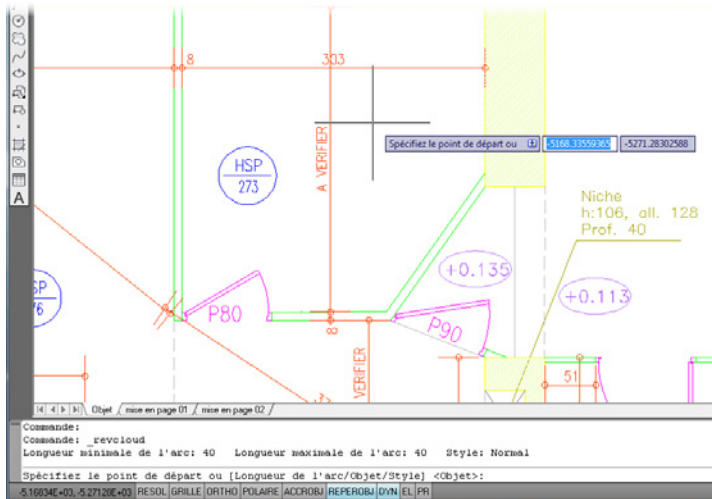 8
303
A VERIFIER
Spécifiez le point de départ ou
-5168.33559365
-5271.28302588
HSP
273
Niche
h:106, all. 128
Prof. 40
+0.135
+0.113
SP
76
P80
P90
8
VERIFIER
51
Objet
mise en page 01
mise en page 02
Commande:
Commande: _revcloud
Longueur minimale de l'arc: 40 Longueur maximale de l'arc: 40 Style: Normal
Spécifiez le point de départ ou [Longueur de l'arc/Objet/Style] <Objet>:
-5.16834E+03, -5.27128E+03 RESOL GRILLE ORTHO POLAIRE ACCROBJ REPEROBJ DYN EL PR